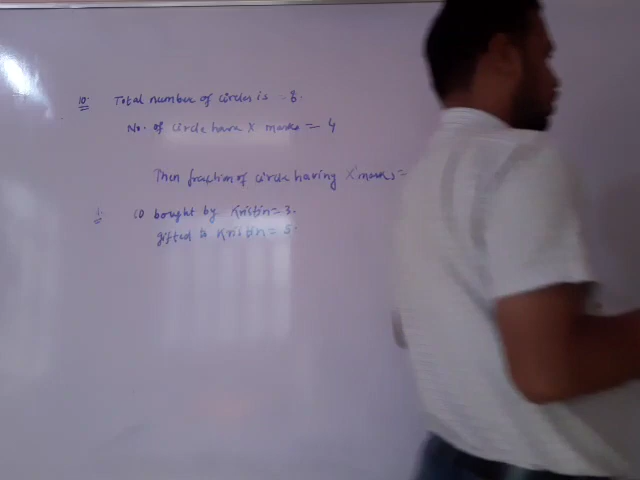 10. Total number of circles is = 8.
No. of circle have X marks = 4
Then fraction of circle having 'X' marks =
CD bought by Kristin = 3.
gifted to Kristin = 5.